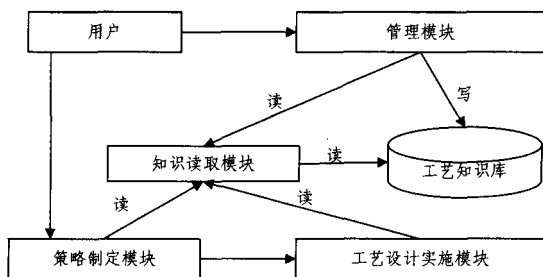 用户
管理模块
读
写
知识读取模块
读
工艺知识库
读
读
策略制定模块
工艺设计实施模块